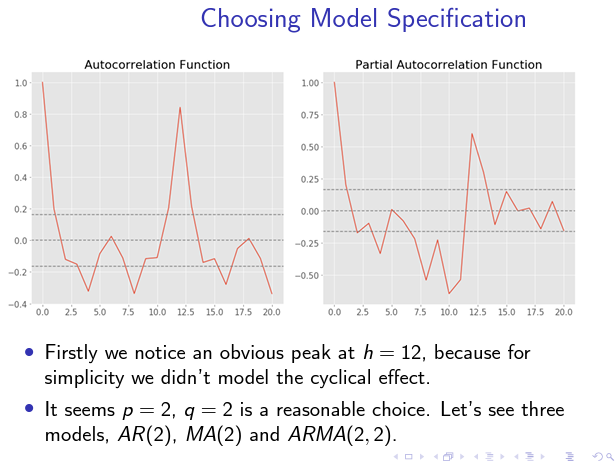 Choosing Model Specification
Autocorrelation Function
1.0
0.8
0.6
0.4
0.2
0.0
−0.2
−0.4
0.0 2.5 5.0 7.5 10.0 12.5 15.0 17.5 20.0
Partial Autocorrelation Function
1.00
0.75
0.50
0.25
0.00
−0.25
−0.50
0.0 2.5 5.0 7.5 10.0 12.5 15.0 17.5 20.0
• Firstly we notice an obvious peak at h = 12, because for
simplicity we didn't model the cyclical effect.
• It seems p = 2, q = 2 is a reasonable choice. Let's see three
models, AR(2), MA(2) and ARMA(2, 2).